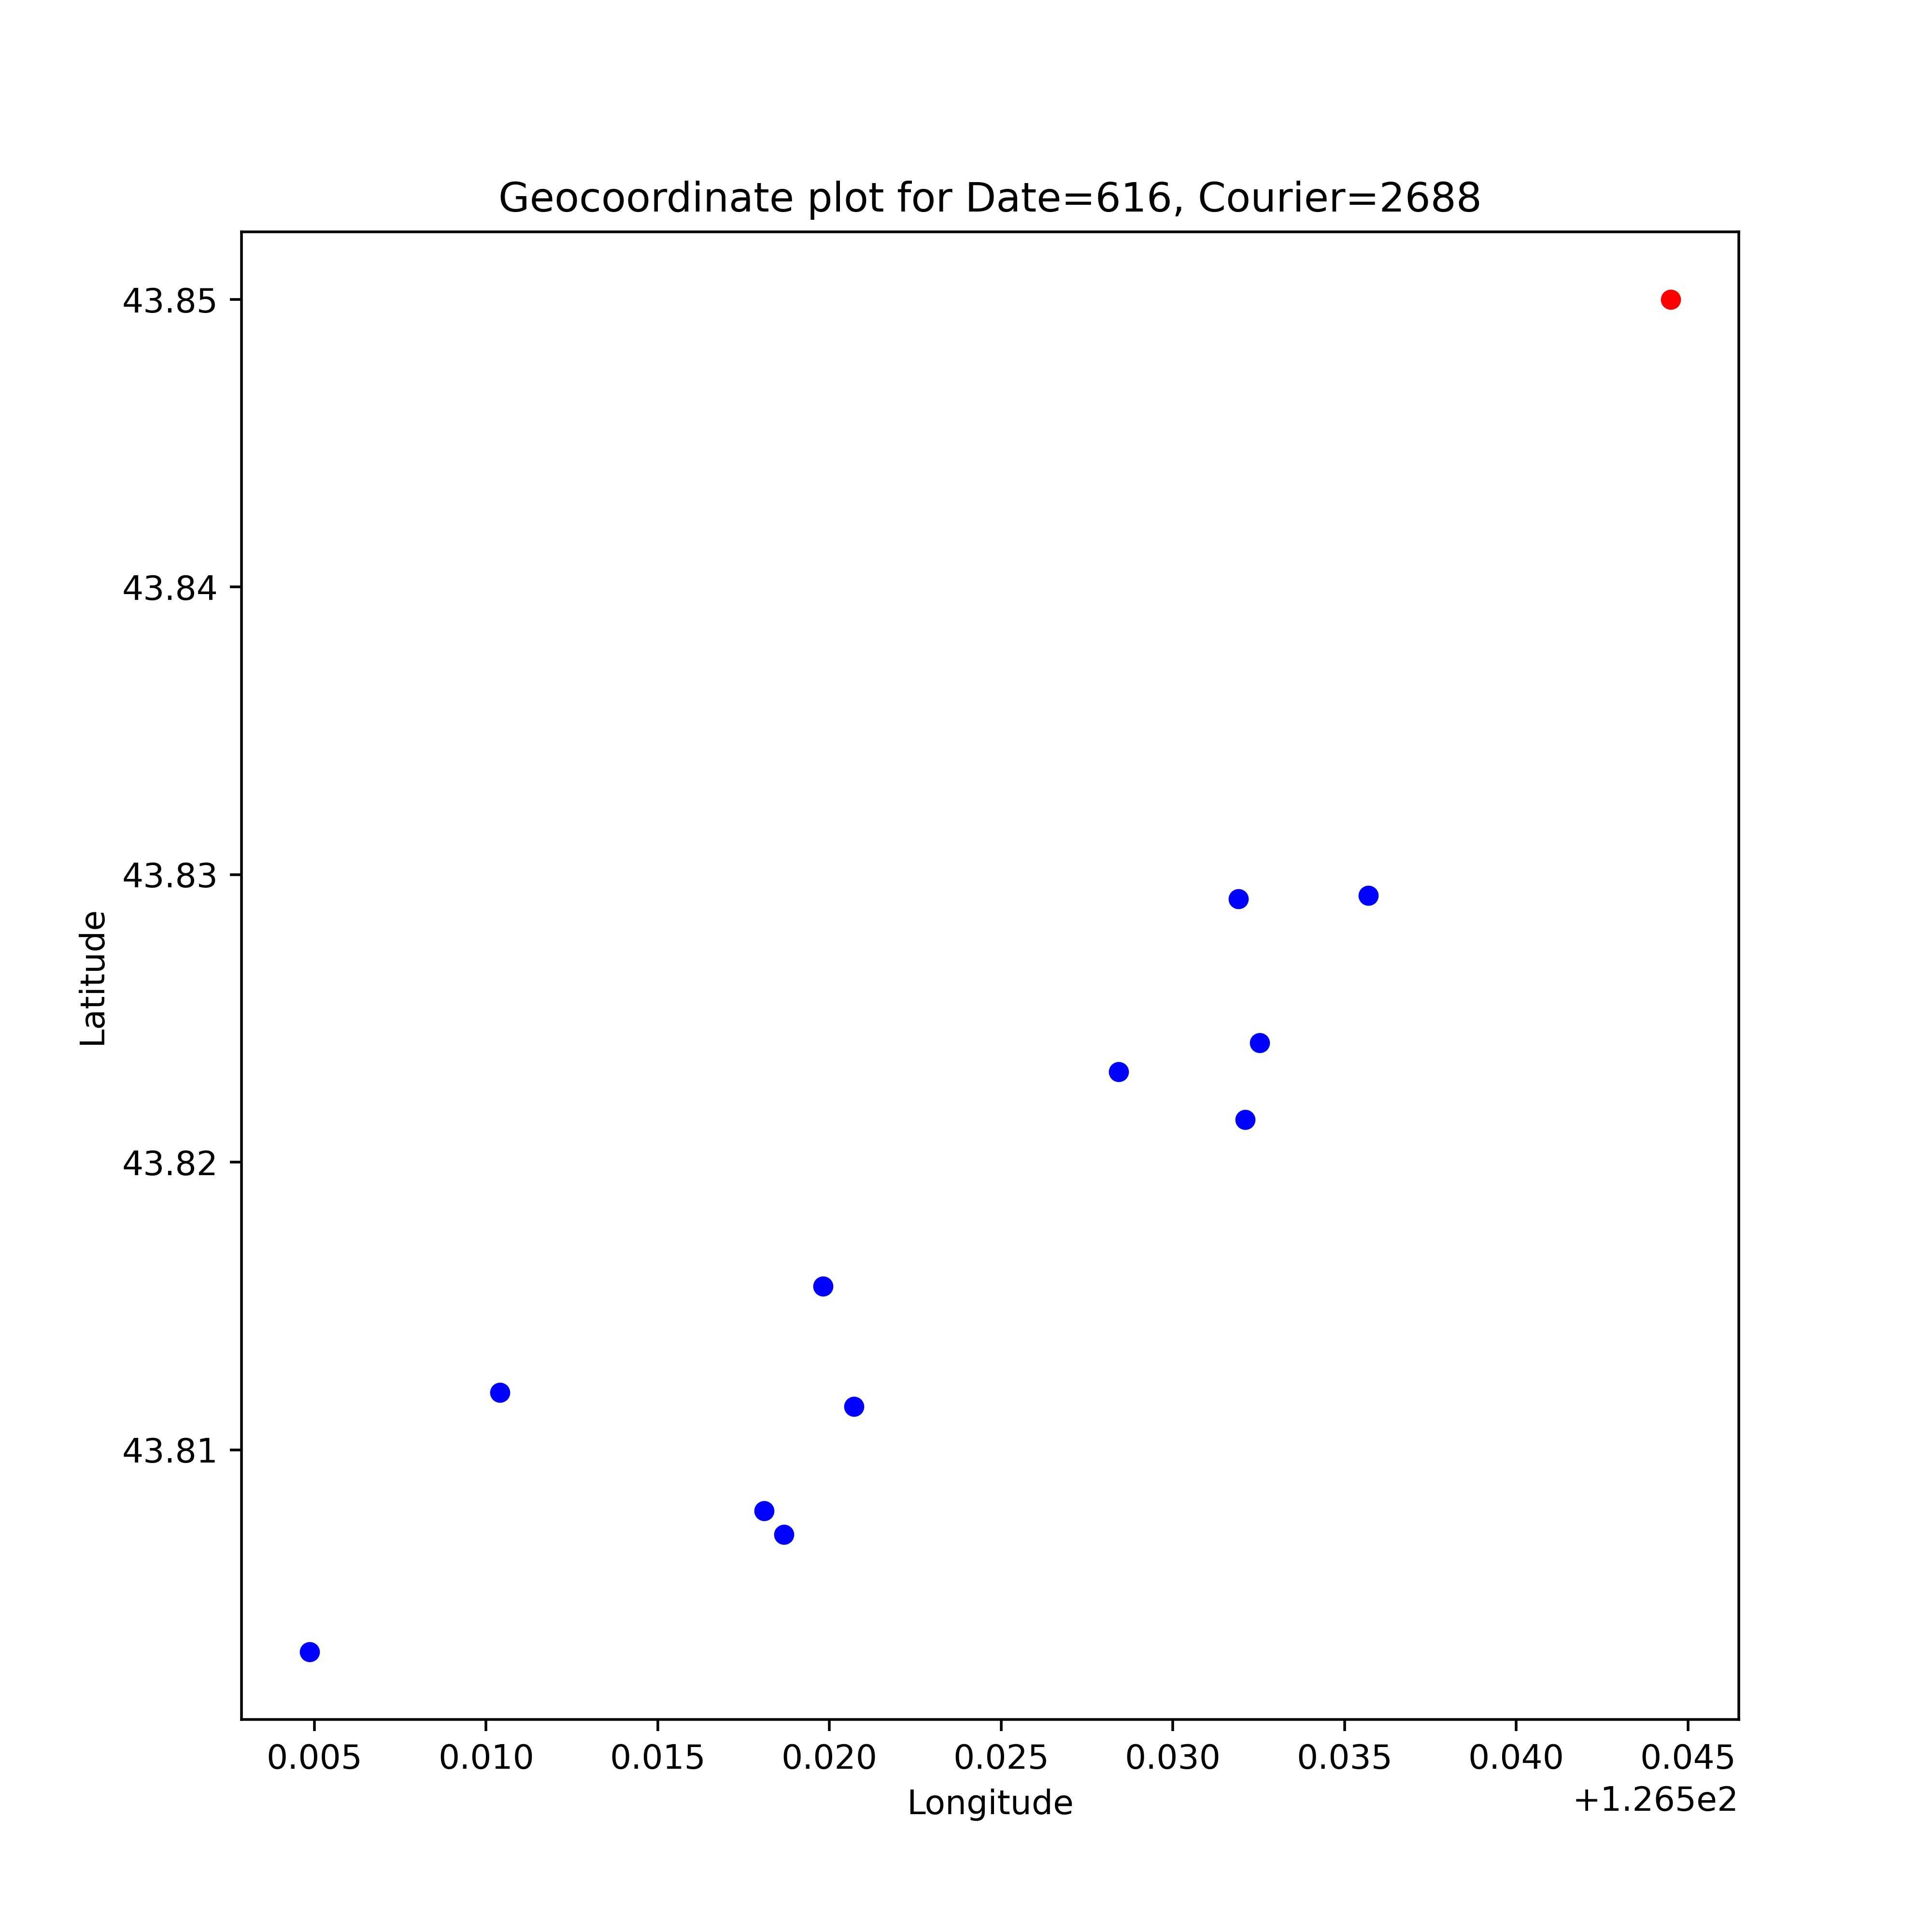 Geocoordinate plot for Date=616, Courier=2688
43.85
43.84
43.83
43.82
43.81
Latitude
0.005 0.010 0.015 0.020 0.025 0.030 0.035 0.040 0.045
+1.265e2
Longitude